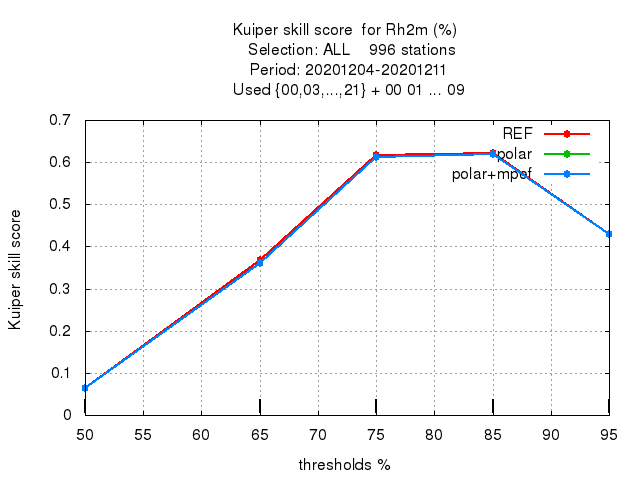 Kuiper skill score for Rh2m (%)
Selection: ALL 996 stations
Period: 20201204-20201211
Used {00,03,...,21} + 00 01 ... 09
0.7
0.6
0.5
0.4
0.3
0.2
0.1
0
Kuiper skill score
REF
polar
polar+mpef
50 55 60 65 70 75 80 85 90 95
thresholds %